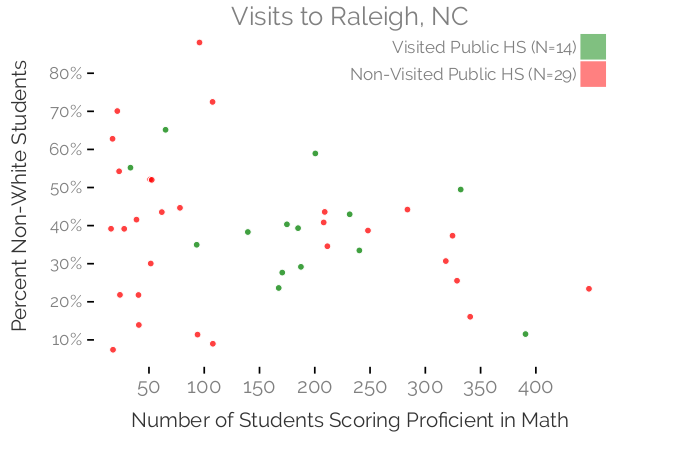 Visits to Raleigh, NC
Visited Public HS (N=14)
Non-Visited Public HS (N=29)
Percent Non-White Students
80%
70%
60%
50%
40%
30%
20%
10%
50 100 150 200 250 300 350 400
Number of Students Scoring Proficient in Math